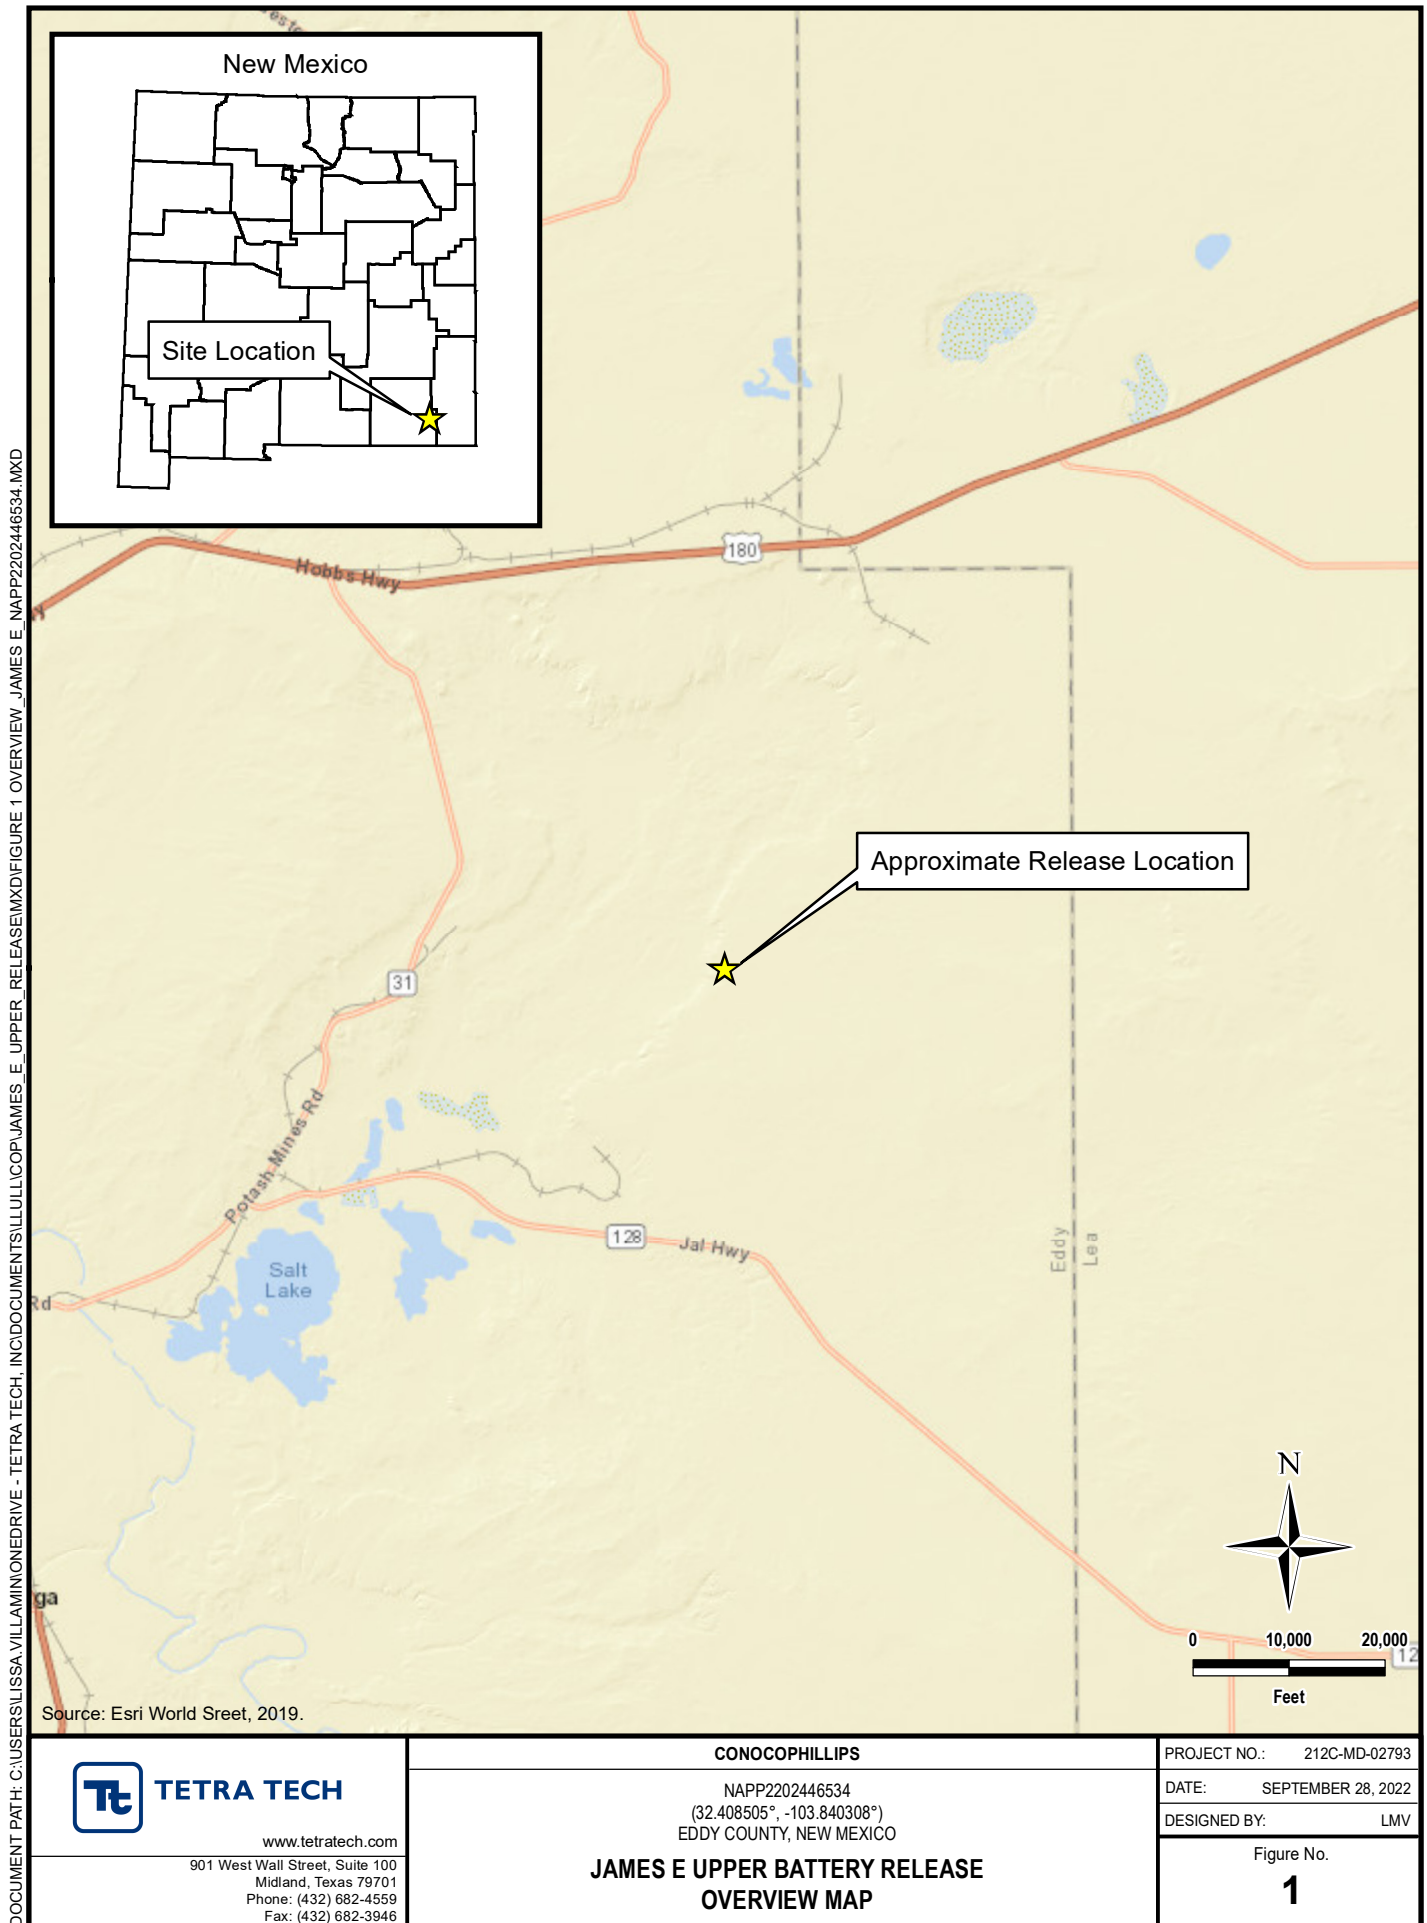 New Mexico
Site Location
180
Hobbs Hwy
Approximate Release Location
31
Potash Mines Rd
128
Jal Hwy
Salt
Lake
Eddy
Lea
Rd
ga
N
0 10,000 20,000
12
Feet
Source: Esri World Sreet, 2019.
DOCUMENT PATH: C:\USERS\LISSA.VILLAMIN\ONEDRIVE - TETRA TECH, INC\DOCUMENTS\LLULL\COP\JAMES_E_UPPER_RELEASE\MXD\FIGURE 1 OVERVIEW_JAMES E_NAPP2202446534.MXD
Tt TETRA TECH
www.tetratech.com
901 West Wall Street, Suite 100
Midland, Texas 79701
Phone: (432) 682-4559
Fax: (432) 682-3946
CONOCOPHILLIPS
NAPP2202446534
(32.408505°, -103.840308°)
EDDY COUNTY, NEW MEXICO
JAMES E UPPER BATTERY RELEASE
OVERVIEW MAP
PROJECT NO.: 212C-MD-02793
DATE: SEPTEMBER 28, 2022
DESIGNED BY: LMV
Figure No.
1